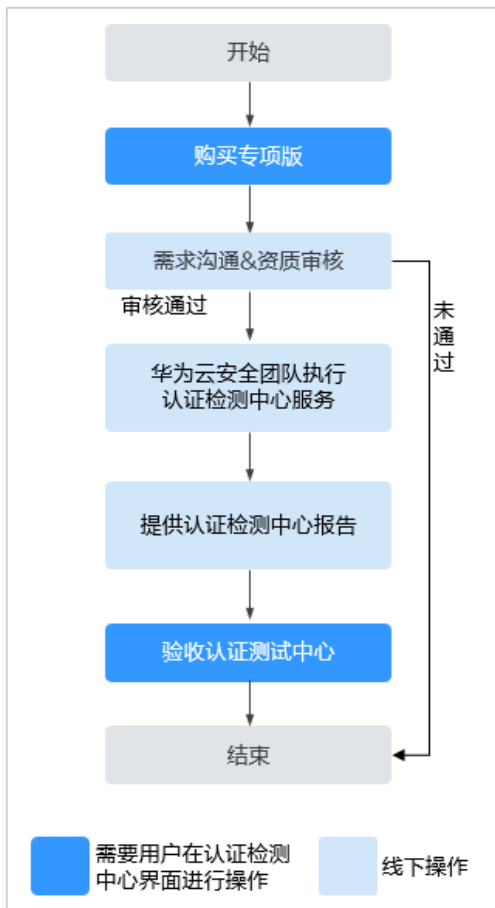 开始
购买专项版
需求沟通&资质审核
审核通过
未
通
过
华为云安全团队执行
认证检测中心服务
提供认证检测中心报告
验收认证测试中心
结束
需要用户在认证检测
中心界面进行操作
线下操作